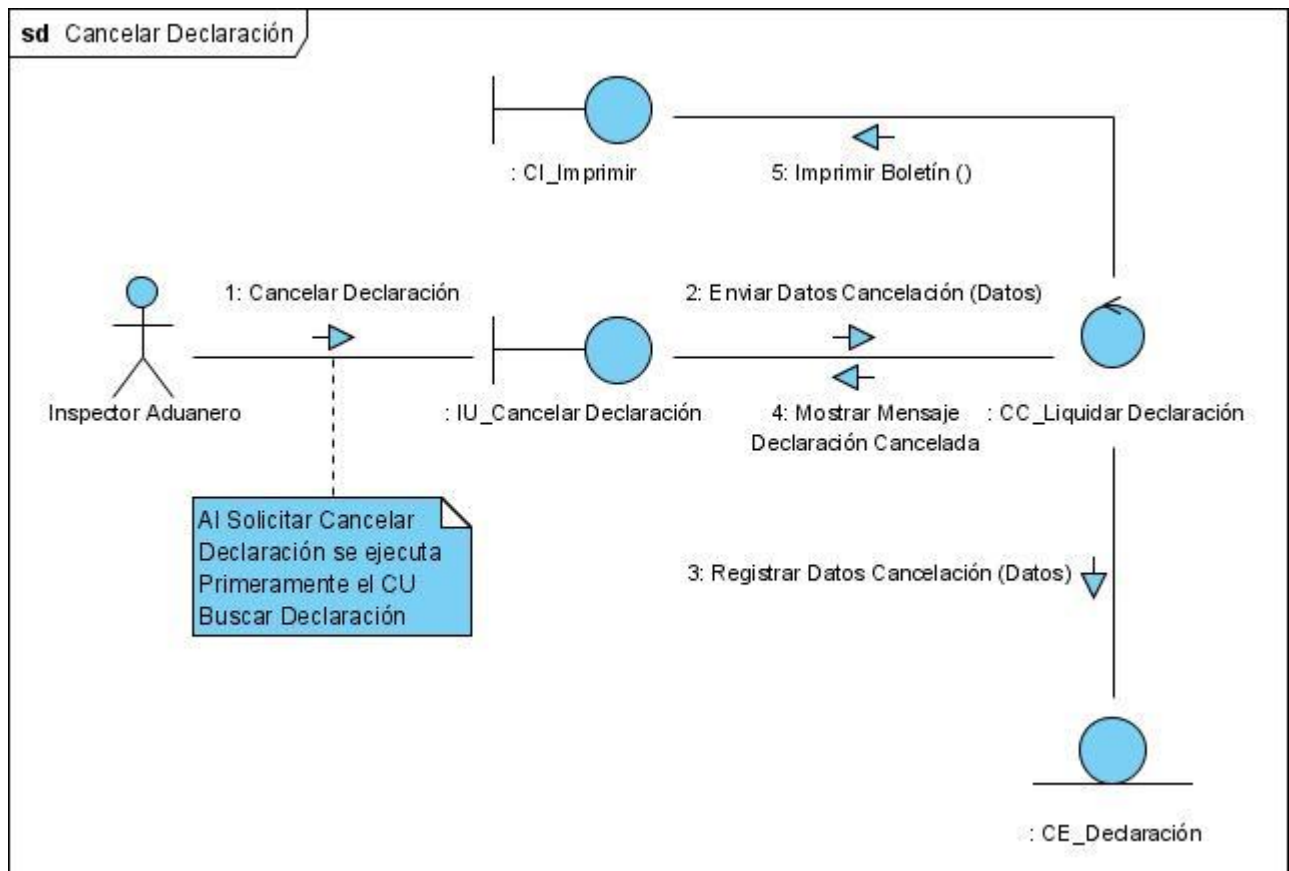 sd Cancelar Declaración
: CI_Imprimir
5: Imprimir Boletín ()
1: Cancelar Declaración
2: Enviar Datos Cancelación (Datos)
Inspector Aduanero
: IU_Cancelar Declaración
4: Mostrar Mensaje
Declaración Cancelada
: CC_Liquidar Declaración
Al Solicitar Cancelar
Declaración se ejecuta
Primeramente el CU
Buscar Declaración
3: Registrar Datos Cancelación (Datos)
: CE_Declaración